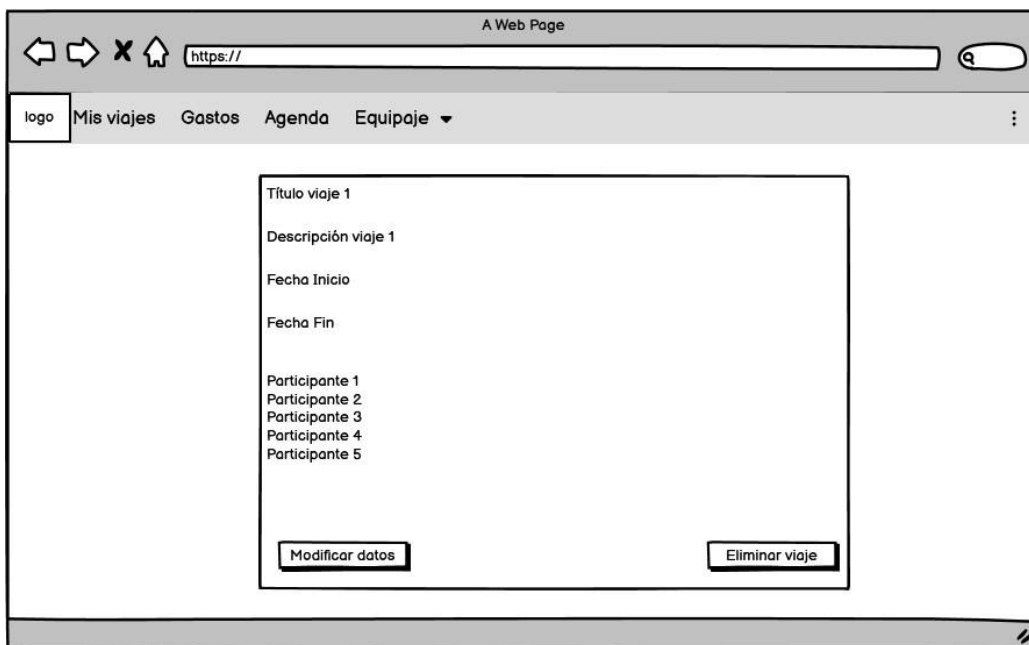 A Web Page
https://
logo Mis viajes Gastos Agenda Equipaje
Título viaje 1
Descripción viaje 1
Fecha Inicio
Fecha Fin
Participante 1
Participante 2
Participante 3
Participante 4
Participante 5
Modificar datos Eliminar viaje